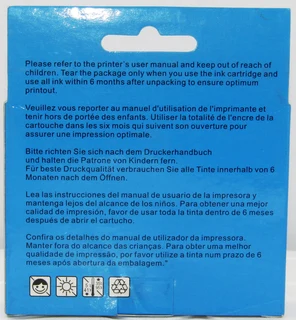 Please refer to the printer's user manual and keep out of reach of
children. Tear the package only when you use the ink cartridge and
use all ink within 6 months after unpacking to ensure optimum
printout.
Veuillez vous reporter au manuel d'utilisation de l'imprimante et
tenir hors de portée des enfants. Utiliser la totalité de l'encre de la
cartouche dans les six mois qui suivent son ouverture pour
assurer une impression optimale.
Bitte richten Sie sich nach dem Druckerhandbuch
und halten die Patrone von Kindern fern.
Für beste Druckqualität verbrauchen Sie alle Tinte innerhalb von 6
Monaten nach dem Öffnen.
Lea las instrucciones del manual de usuario de la impresora y
mantenga lejos del alcance de los niños. Para obtener una mejor
calidad de impresión, favor de usar toda la tinta dentro de 6 meses
después de abrir el cartucho.
Confira os detalhes do manual de utilizador da impressora.
Manter fora do alcance das crianças. Para obter uma melhor
qualidade de impressão, por favor utilize a tinta num prazo de 6
meses após abertura da embalagem."